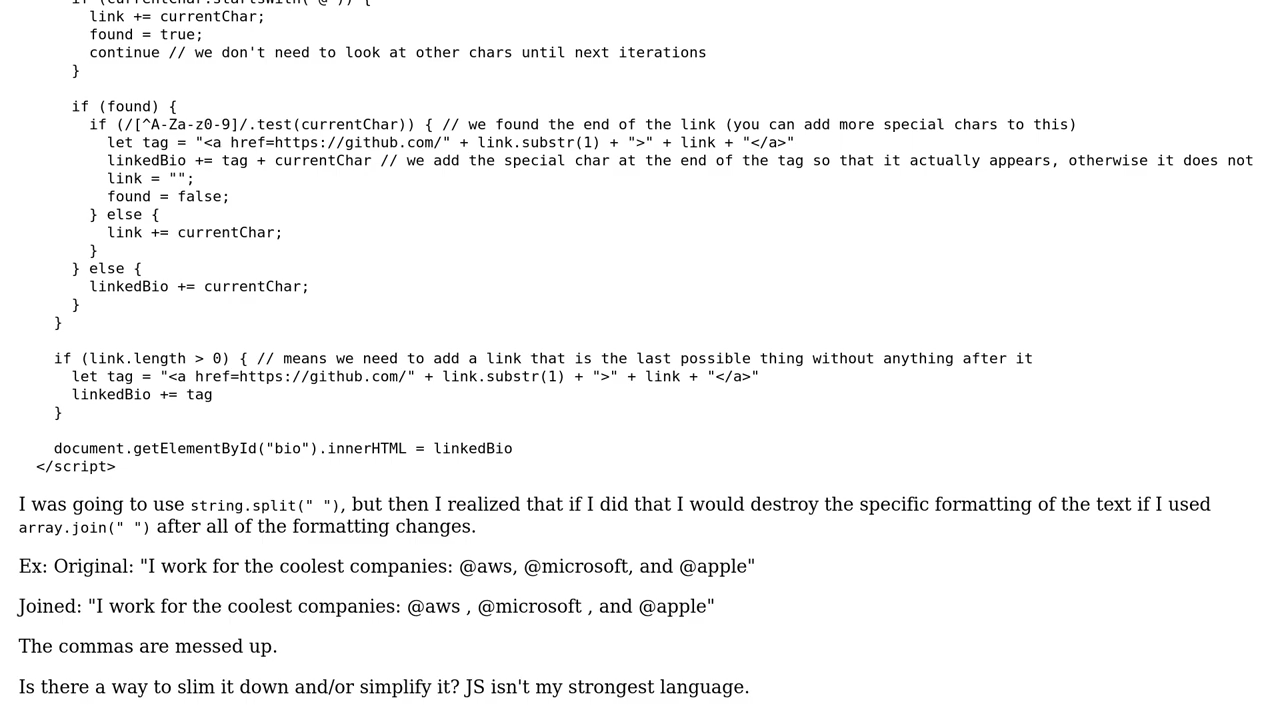 if (currentChar.startsWith("@")) {
link += currentChar;
found = true;
continue // we don't need to look at other chars until next iterations
}
if (found) {
if (/[^A-Za-z0-9]/.test(currentChar)) { // we found the end of the link (you can add more special chars to this)
let tag = "<a href=https://github.com/" + link.substr(1) + ">" + link + "</a>"
linkedBio += tag + currentChar // we add the special char at the end of the tag so that it actually appears, otherwise it does not
link = "";
found = false;
} else {
link += currentChar;
}
} else {
linkedBio += currentChar;
}
}
if (link.length > 0) { // means we need to add a link that is the last possible thing without anything after it
let tag = "<a href=https://github.com/" + link.substr(1) + ">" + link + "</a>"
linkedBio += tag
}
document.getElementById("bio").innerHTML = linkedBio
</script>
I was going to use string.split(" "), but then I realized that if I did that I would destroy the specific formatting of the text if I used
array.join(" ") after all of the formatting changes.
Ex: Original: "I work for the coolest companies: @aws, @microsoft, and @apple"
Joined: "I work for the coolest companies: @aws , @microsoft , and @apple"
The commas are messed up.
Is there a way to slim it down and/or simplify it? JS isn't my strongest language.